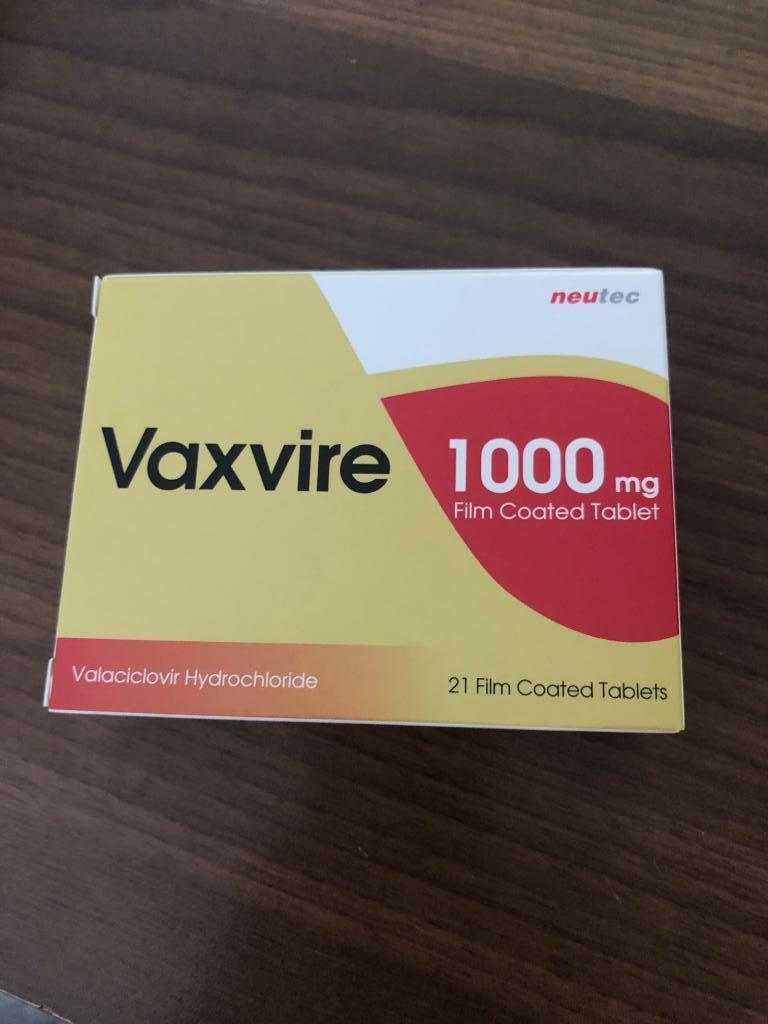 neutec
Vaxvire
1000 mg
Film Coated Tablet
Valaciclovir Hydrochloride
21 Film Coated Tablets